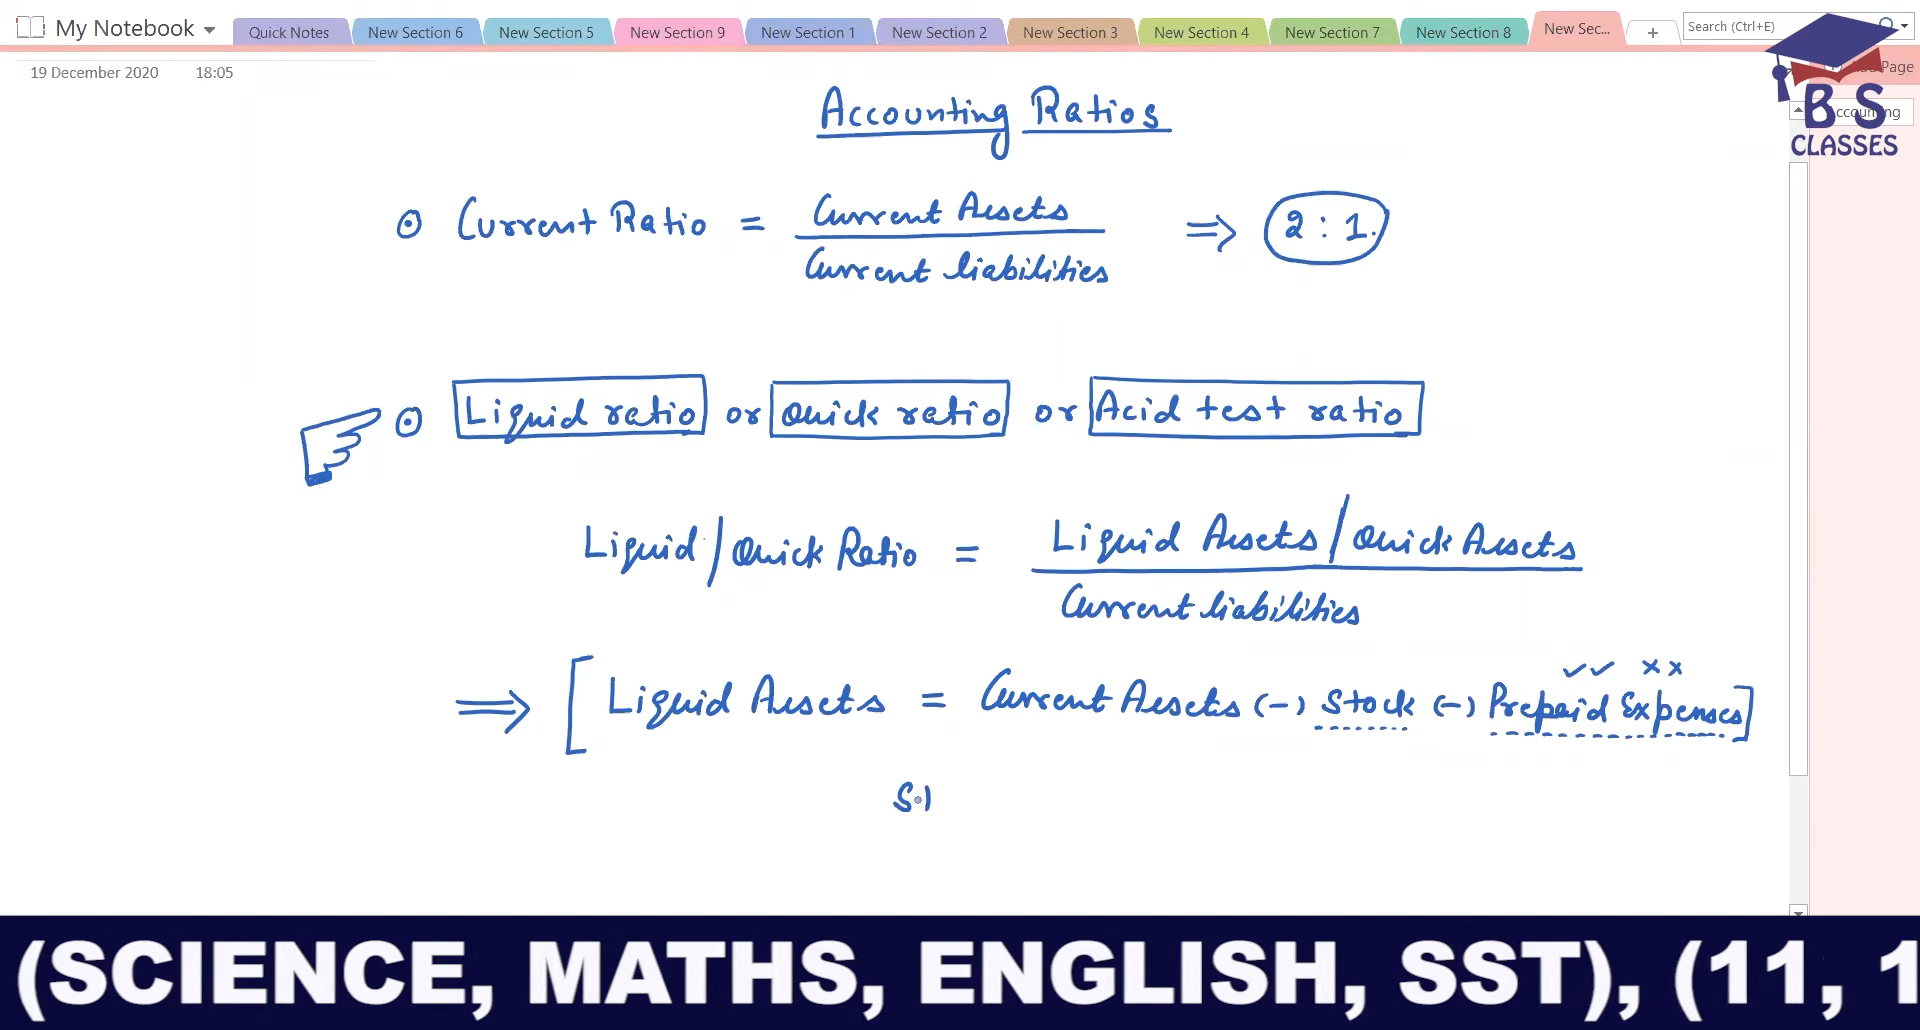 My Notebook Quick Notes New Section 6 New Section 5 New Section 9 New Section 1 New Section 2 New Section 3 New Section 4 New Section 7 New Section 8 New Sec... + Search (Ctrl+E)
19 December 2020 18:05
Page
ccounting
BS
CLASSES
Accounting Ratios
Current Ratio = Current Assets
Current liabilities
⇒ 2 : 1.
Liquid ratio or Quick ratio or Acid test ratio
Liquid/Quick Ratio = Liquid Assets/Quick Assets
Current liabilities
⇒ [Liquid Assets = Current Assets (-) Stock (-) Prepaid Expenses]
(SCIENCE, MATHS, ENGLISH, SST), (11, 1